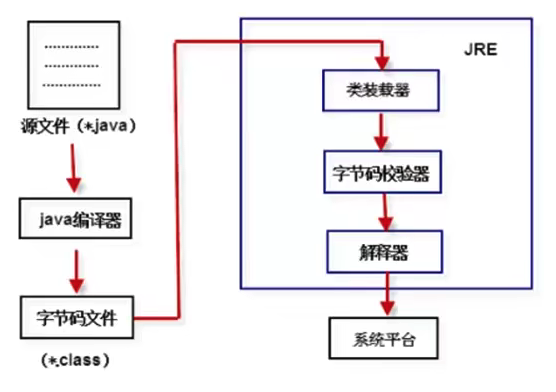 源文件（*.java）
java编译器
字节码文件
（*.class）
JRE
类装载器
字节码校验器
解释器
系统平台